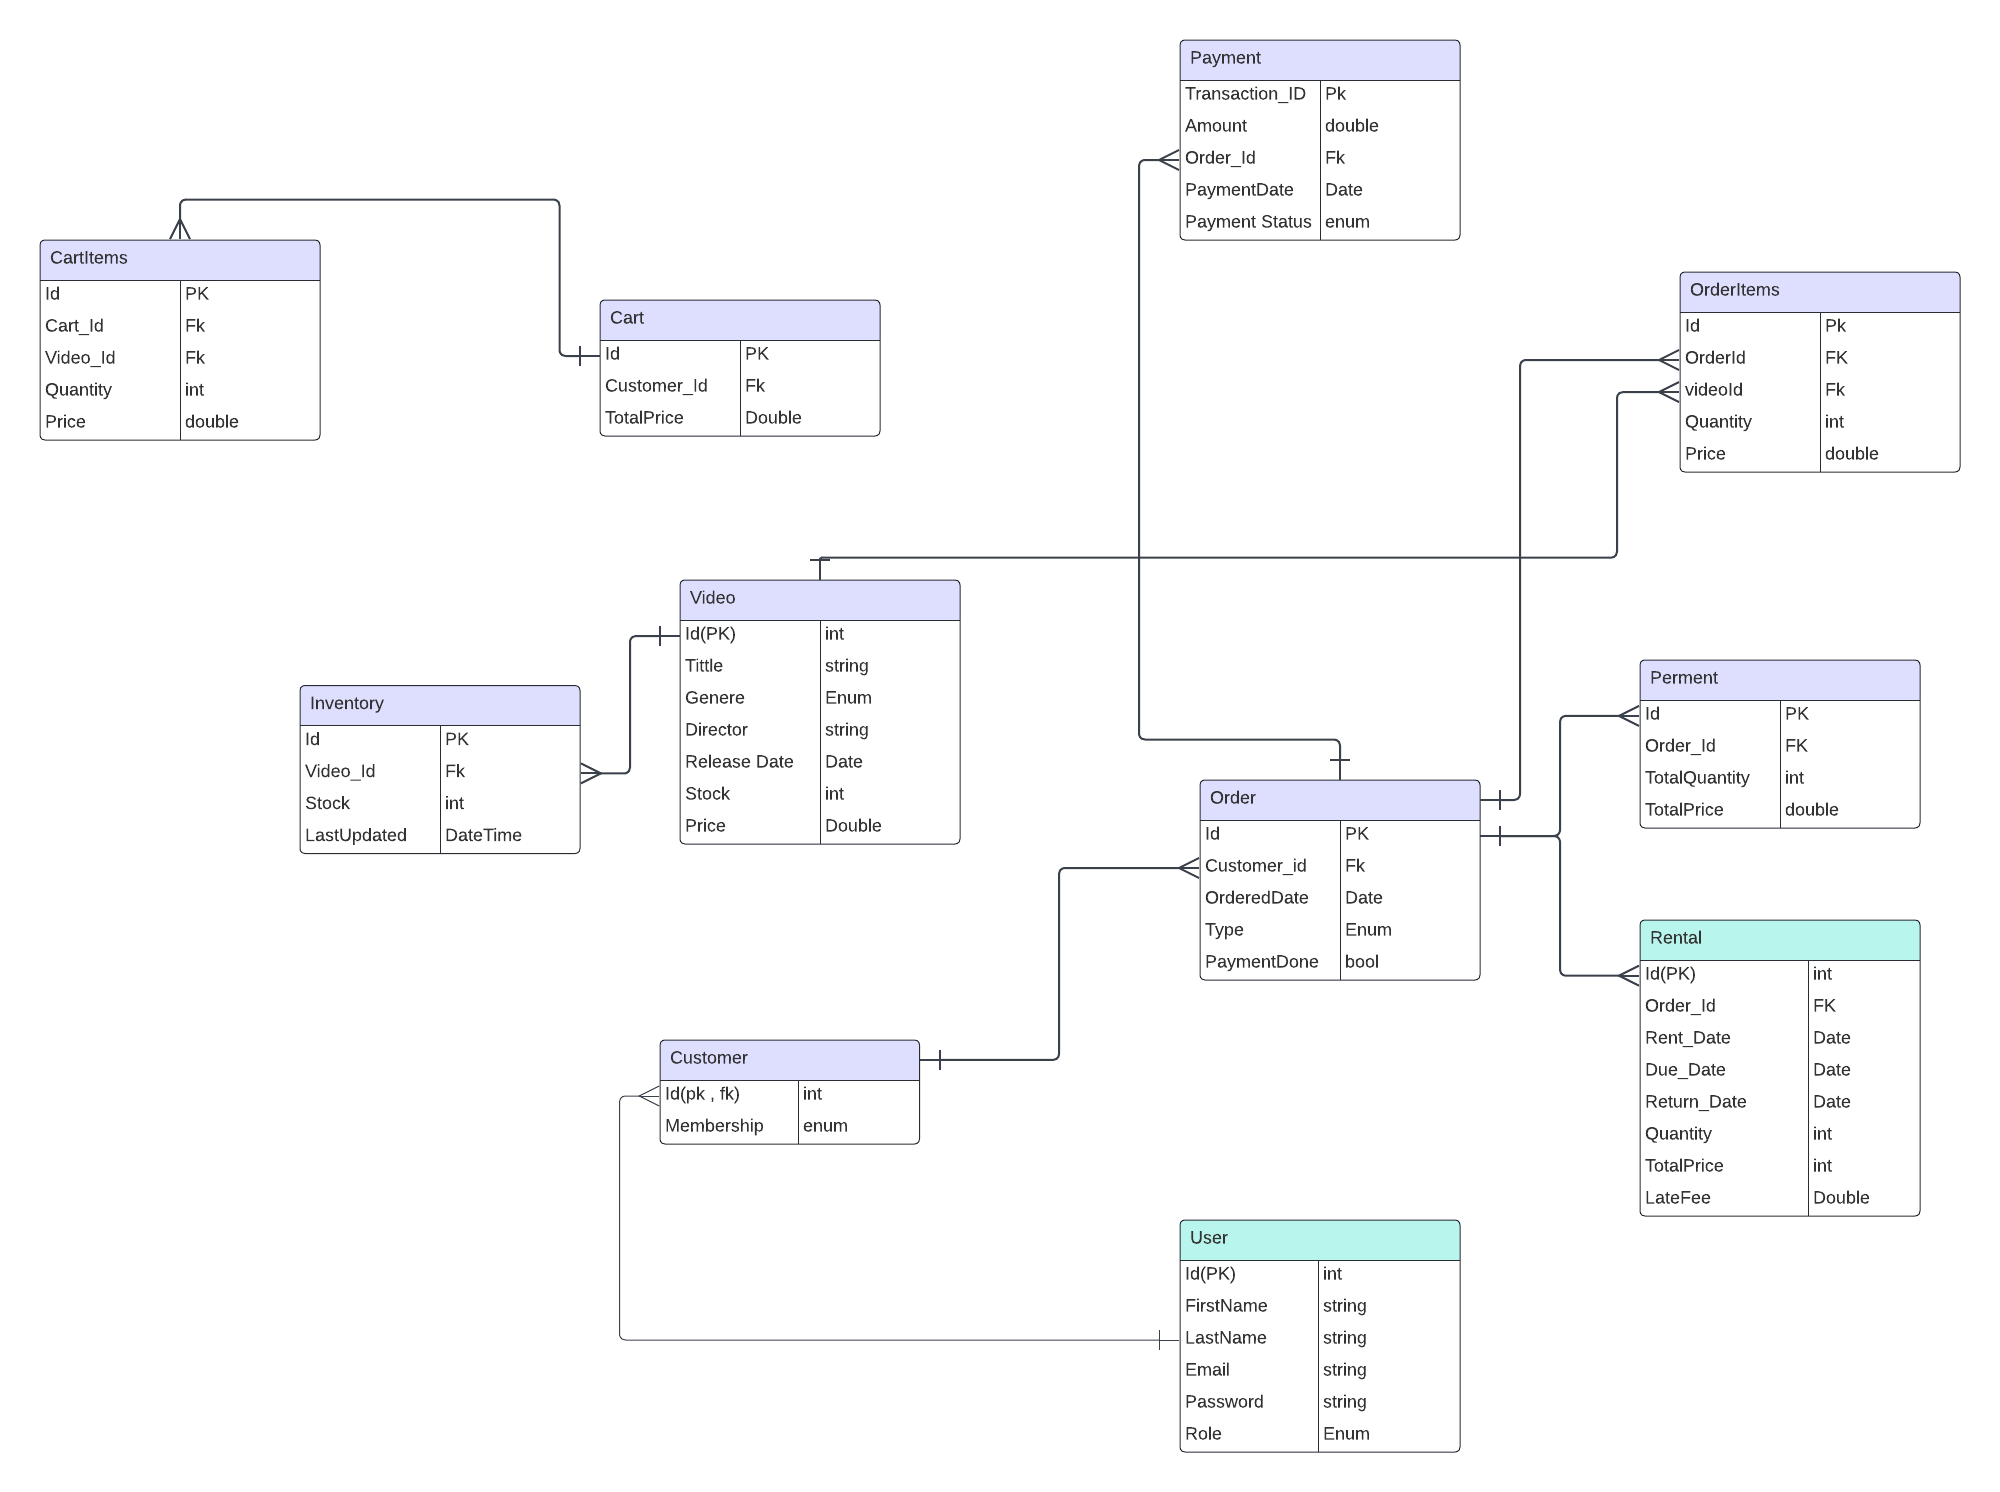 Payment
Transaction_ID Pk
Amount double
Order_Id Fk
PaymentDate Date
Payment Status enum
CartItems
Id PK
Cart_Id Fk
Video_Id Fk
Quantity int
Price double
Cart
Id PK
Customer_Id Fk
TotalPrice Double
OrderItems
Id Pk
OrderId FK
videoId Fk
Quantity int
Price double
Video
Id(PK) int
Tittle string
Genere Enum
Director string
Release Date Date
Stock int
Price Double
Inventory
Id PK
Video_Id Fk
Stock int
LastUpdated DateTime
Perment
Id PK
Order_Id FK
TotalQuantity int
TotalPrice double
Order
Id PK
Customer_id Fk
OrderedDate Date
Type Enum
PaymentDone bool
Rental
Id(PK) int
Order_Id FK
Rent_Date Date
Due_Date Date
Return_Date Date
Quantity int
TotalPrice int
LateFee Double
Customer
Id(pk , fk) int
Membership enum
User
Id(PK) int
FirstName string
LastName string
Email string
Password string
Role Enum